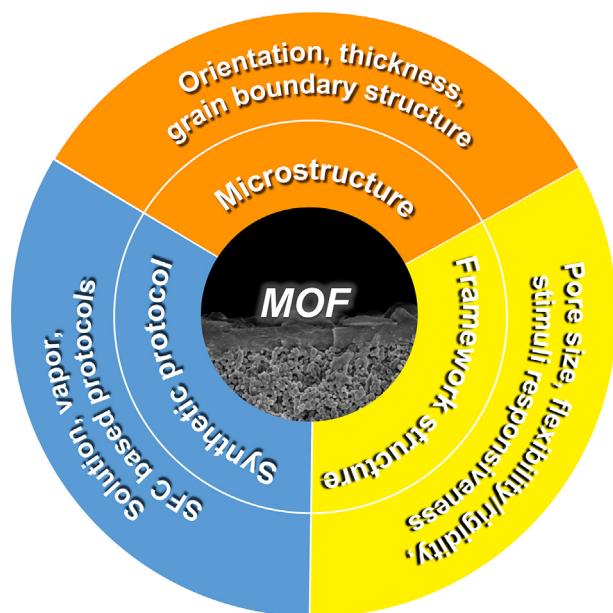 Orientation, thickness,
grain boundary structure
Microstructure
MOF
Framework structure
Pore size, flexibility/rigidity,
stimuli responsiveness
Synthetic protocol
Solution, vapor,
SFC based protocols